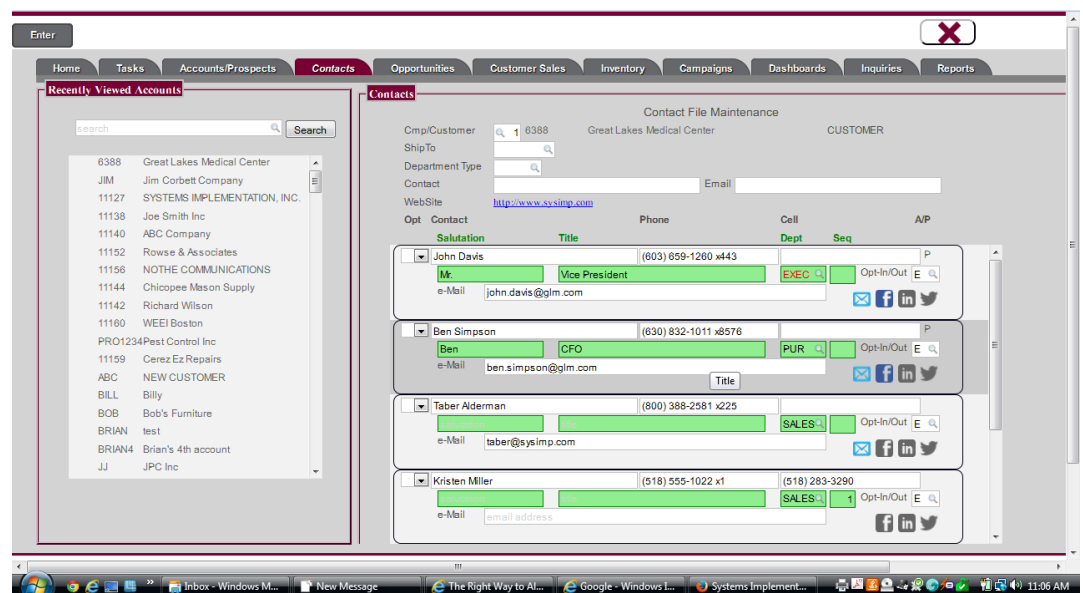 Enter
Home Tasks Accounts/Prospects Contacts Opportunities Customer Sales Inventory Campaigns Dashboards Inquiries Reports
Recently Viewed Accounts
search Search
6388 Great Lakes Medical Center
JIM Jim Corbett Company
11127 SYSTEMS IMPLEMENTATION, INC.
11138 Joe Smith Inc
11140 ABC Company
11152 Rowse & Associates
11156 NOTHE COMMUNICATIONS
11144 Chicopee Mason Supply
11142 Richard Wilson
11160 WEEI Boston
PRO1234 Pest Control Inc
11159 Cerez Ez Repairs
ABC NEW CUSTOMER
BILL Billy
BOB Bob's Furniture
BRIAN test
BRIAN4 Brian's 4th account
JJ JPC Inc
Contacts
Contact File Maintenance
Cmp/Customer 1 6388 Great Lakes Medical Center CUSTOMER
ShipTo
Department Type
Contact Email
WebSite http://www.sysimp.com
Opt Contact Phone Cell A/P
Salutation Title Dept Seq
John Davis (603) 659-1260 x443 P
Mr. Vice President EXEC Opt-In/Out E
e-Mail john.davis@glm.com
Ben Simpson (630) 832-1011 x8576 P
Ben CFO PUR Opt-In/Out E
e-Mail ben.simpson@glm.com
Title
Taber Alderman (800) 388-2581 x225
salutation title SALES Opt-In/Out E
e-Mail taber@sysimp.com
Kristen Miller (518) 555-1022 x1 (518) 283-3290
salutation title SALES 1 Opt-In/Out E
e-Mail email address
Inbox - Windows M... New Message The Right Way to Al... Google - Windows I... Systems Implement... 11:06 AM